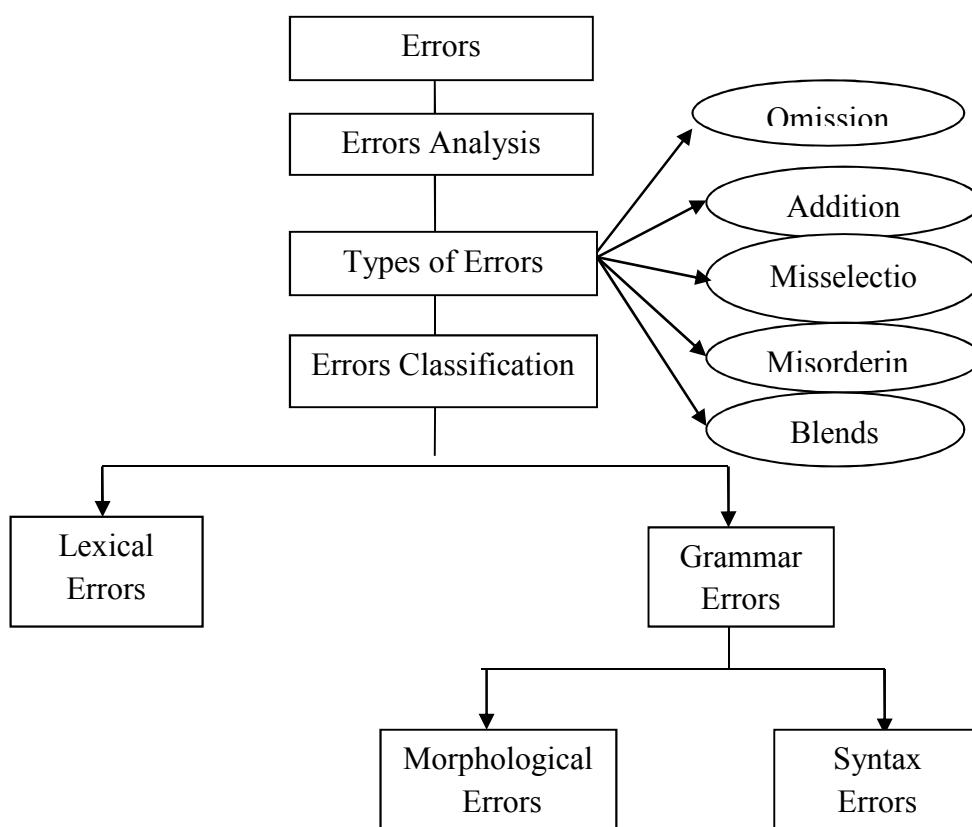 Errors
Errors Analysis
Types of Errors
Errors Classification
Omission
Addition
Misselectio
Misorderin
Blends
Lexical
Errors
Grammar
Errors
Morphological
Errors
Syntax
Errors